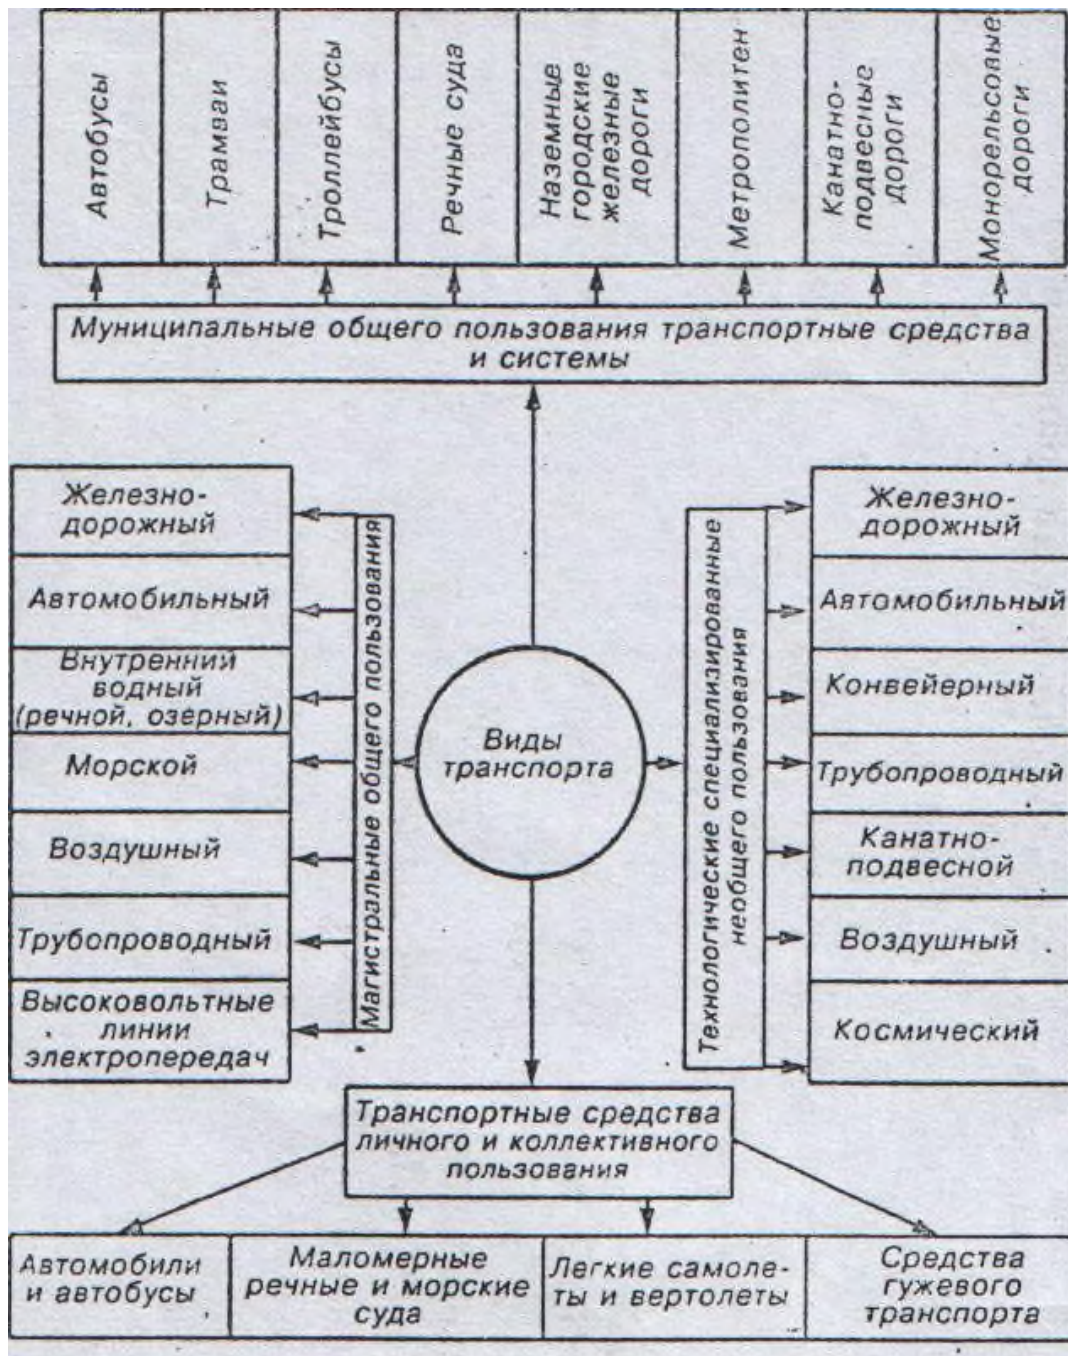 Автобусы
Трамваи
Троллейбусы
Речные суда
Наземные
городские
железные
дороги
Метрополитен
Канатно-
подвесные
дороги
Монорельсовые
дороги
Муниципальные общего пользования транспортные средства
и системы
Железно-
дорожный
Автомобильный
Внутренний
водный
(речной, озерный)
Морской
Воздушный
Трубопроводный
Высоковольтные
линии
электропередач
Магистральные общего пользования
Виды
транспорта
Технологические специализированные
необщего пользования
Железно-
дорожный
Автомобильный
Конвейерный
Трубопроводный
Канатно-
подвесной
Воздушный
Космический
Транспортные средства
личного и коллективного
пользования
Автомобили
и автобусы
Маломерные
речные и морские
суда
Легкие самоле-
ты и вертолеты
Средства
гужевого
транспорта